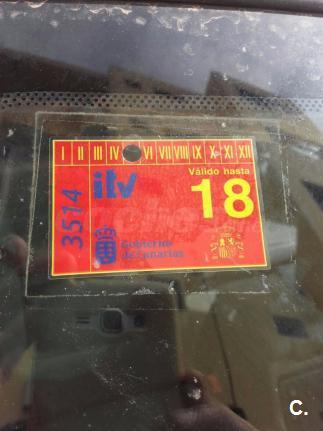 I II III IV VI VII VIII IX X XI XII
Válido hasta
itv
18
3514
Gobierno
de Canarias
C.